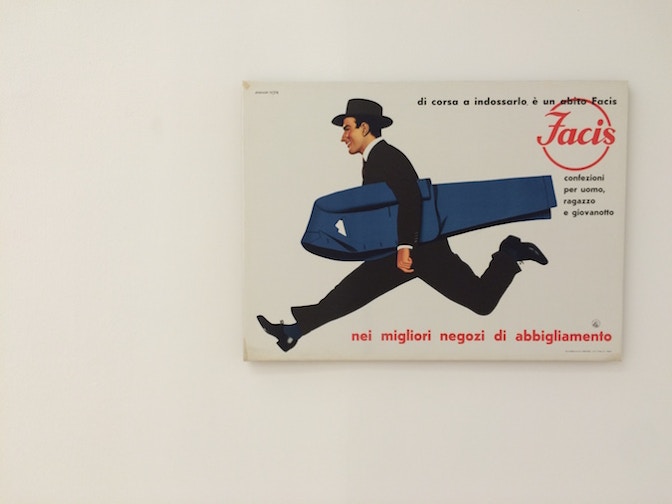 di corsa a indossarlo, è un abito Facis
Facis
confezioni
per uomo,
ragazzo
e giovanotto
nei migliori negozi di abbigliamento